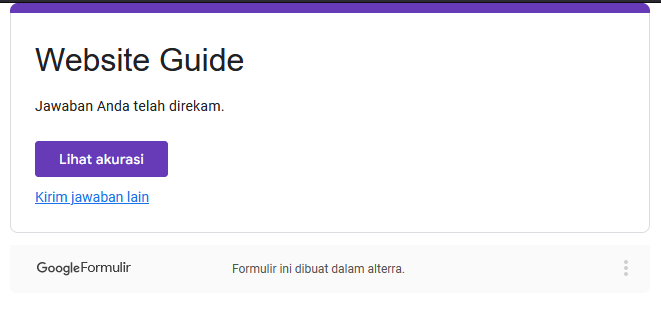 Website Guide
Jawaban Anda telah direkam.
Lihat akurasi
Kirim jawaban lain
Google Formulir
Formulir ini dibuat dalam alterra.